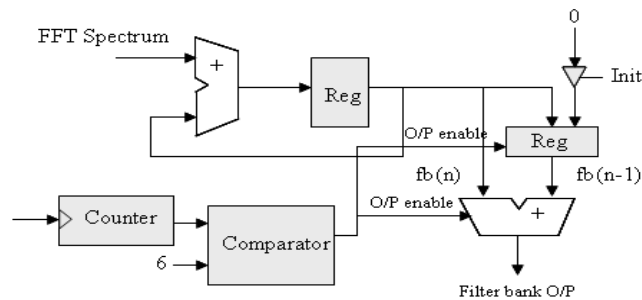 0
FFT Spectrum
+
Reg
Init
O/P enable
Reg
fb(n)
fb(n-1)
Counter
O/P enable
+
Comparator
6
Filter bank O/P